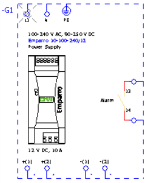 -G1
L N PE
100-240 V AC, 90-250 V DC
Emparro 10-100-240/12
Power Supply
Emparro
13
Alarm
14
12 V DC, 10 A
+(1) +(2) -(1) -(2)